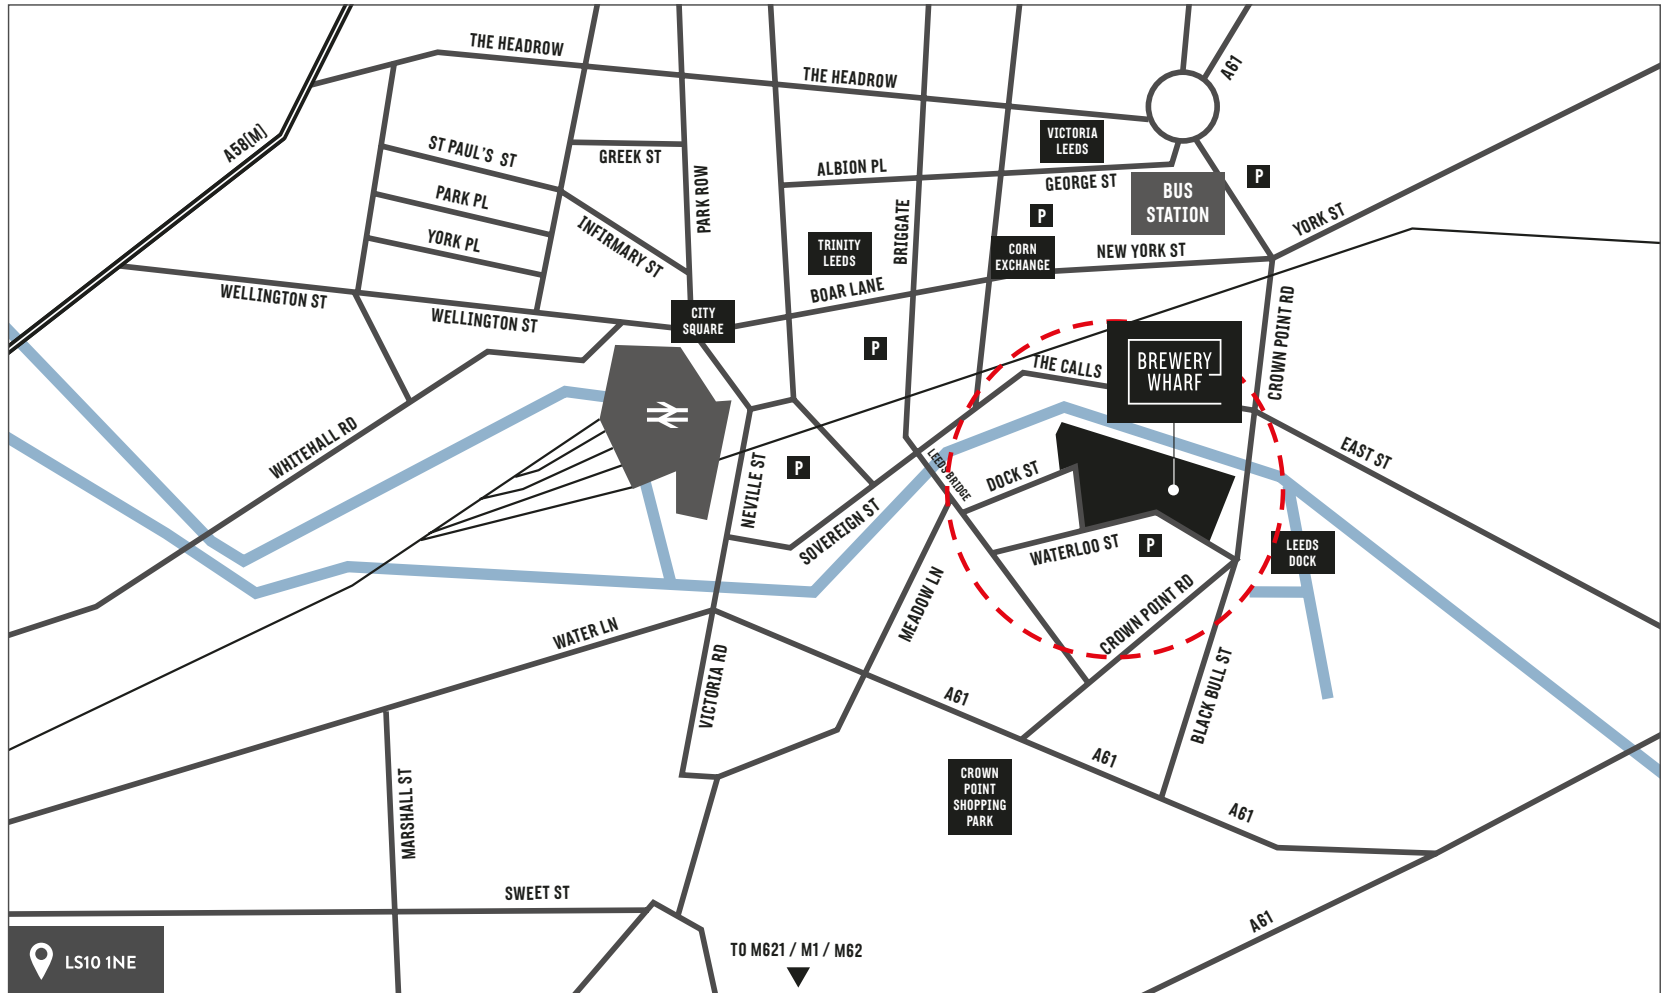 THE HEADROW
THE HEADROW
A61
A58(M)
VICTORIA
LEEDS
ST PAUL'S ST
GREEK ST
ALBION PL
GEORGE ST
P
BUS
STATION
PARK PL
PARK ROW
BRIGGATE
P
YORK ST
YORK PL
INFIRMARY ST
TRINITY
LEEDS
CORN
EXCHANGE
NEW YORK ST
WELLINGTON ST
WELLINGTON ST
CITY
SQUARE
BOAR LANE
CROWN POINT RD
P
THE CALLS
BREWERY
WHARF
WHITEHALL RD
EAST ST
NEVILLE ST
P
LEEDS BRIDGE
DOCK ST
SOVEREIGN ST
WATERLOO ST
P
LEEDS
DOCK
MEADOW LN
CROWN POINT RD
WATER LN
VICTORIA RD
A61
BLACK BULL ST
A61
CROWN
POINT
SHOPPING
PARK
A61
MARSHALL ST
SWEET ST
A61
TO M621 / M1 / M62
LS10 1NE